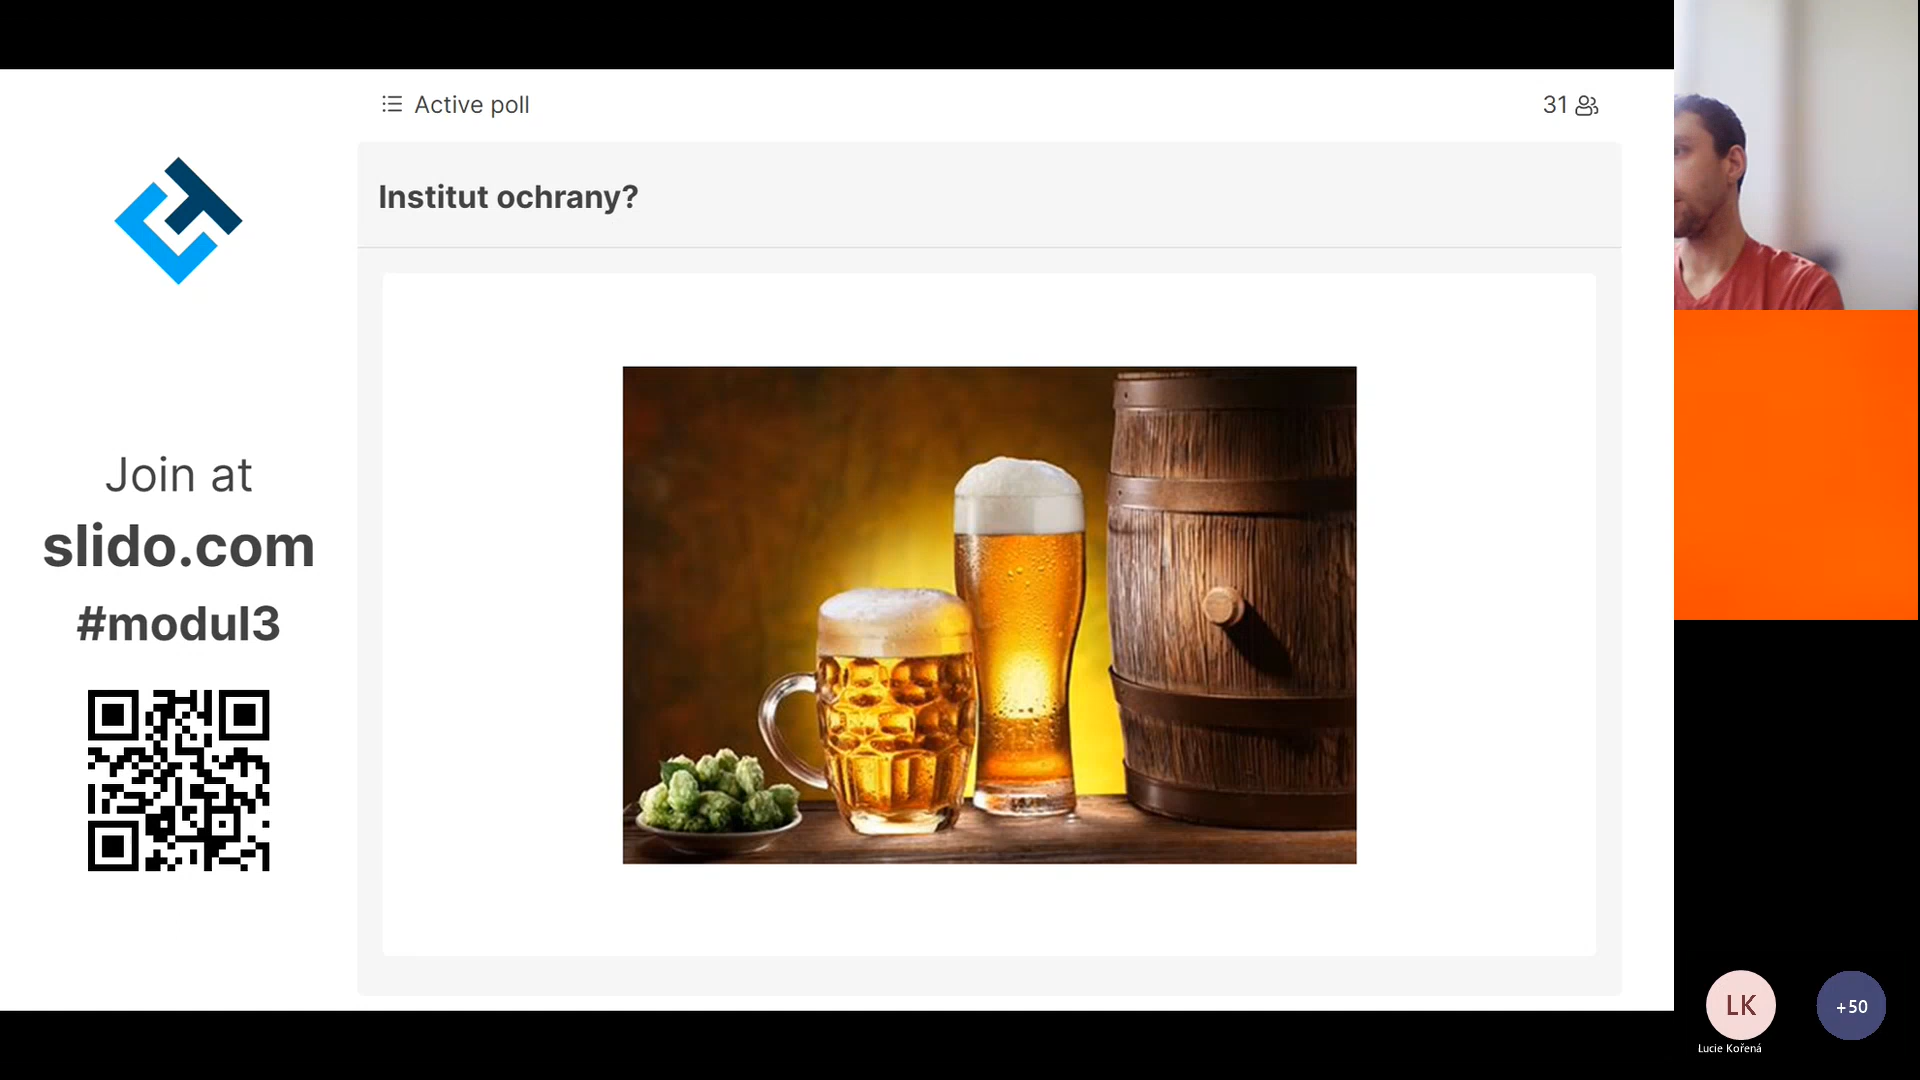 Active poll
31
Institut ochrany?
Join at
slido.com
#modul3
LK
+50
Lucie Kořená